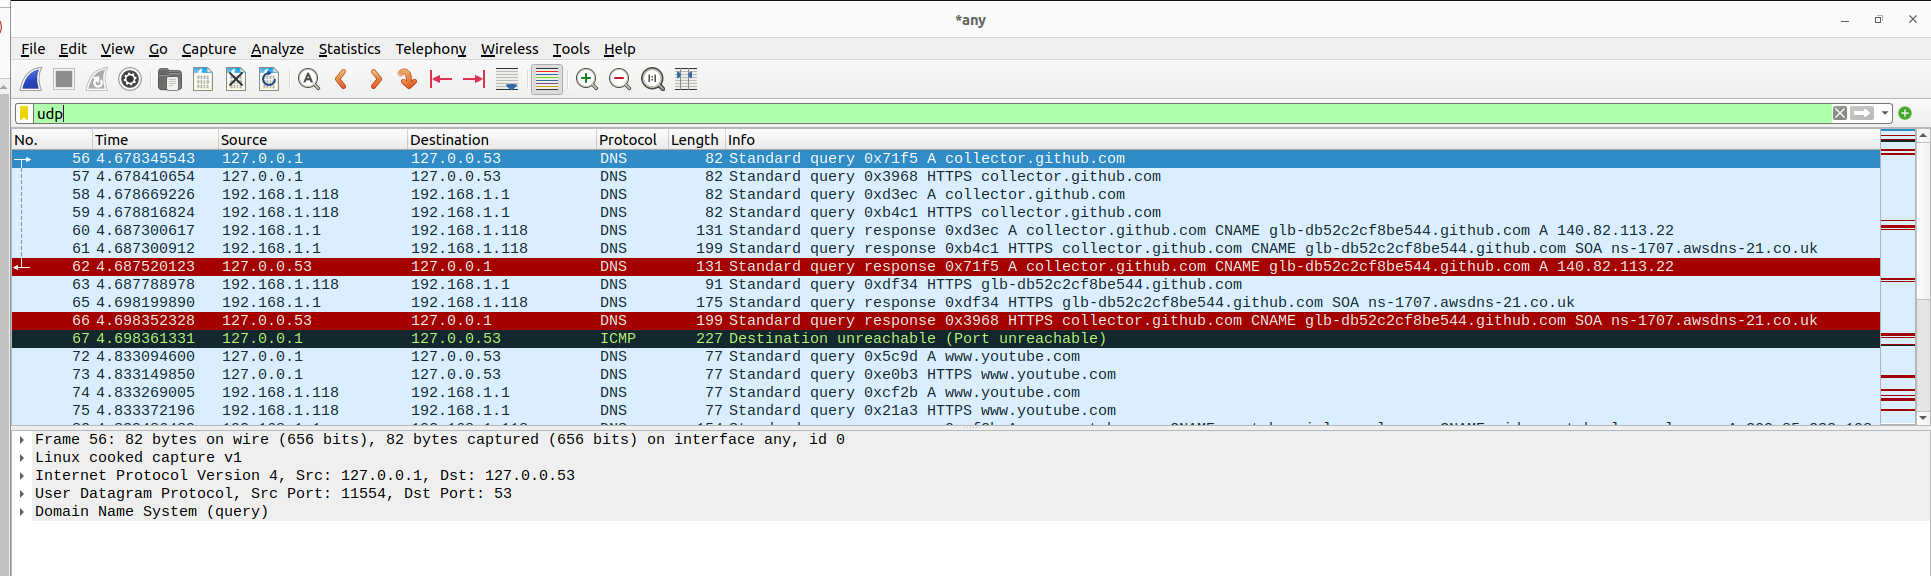 *any
File Edit View Go Capture Analyze Statistics Telephony Wireless Tools Help
udp
No. Time Source Destination Protocol Length Info
56 4.678345543 127.0.0.1 127.0.0.53 DNS 82 Standard query 0x71f5 A collector.github.com
57 4.678410654 127.0.0.1 127.0.0.53 DNS 82 Standard query 0x3968 HTTPS collector.github.com
58 4.678669226 192.168.1.118 192.168.1.1 DNS 82 Standard query 0xd3ec A collector.github.com
59 4.678816824 192.168.1.118 192.168.1.1 DNS 82 Standard query 0xb4c1 HTTPS collector.github.com
60 4.687300617 192.168.1.1 192.168.1.118 DNS 131 Standard query response 0xd3ec A collector.github.com CNAME glb-db52c2cf8be544.github.com A 140.82.113.22
61 4.687300912 192.168.1.1 192.168.1.118 DNS 199 Standard query response 0xb4c1 HTTPS collector.github.com CNAME glb-db52c2cf8be544.github.com SOA ns-1707.awsdns-21.co.uk
62 4.687520123 127.0.0.53 127.0.0.1 DNS 131 Standard query response 0x71f5 A collector.github.com CNAME glb-db52c2cf8be544.github.com A 140.82.113.22
63 4.687788978 192.168.1.118 192.168.1.1 DNS 91 Standard query 0xdf34 HTTPS glb-db52c2cf8be544.github.com
65 4.698199890 192.168.1.1 192.168.1.118 DNS 175 Standard query response 0xdf34 HTTPS glb-db52c2cf8be544.github.com SOA ns-1707.awsdns-21.co.uk
66 4.698352328 127.0.0.53 127.0.0.1 DNS 199 Standard query response 0x3968 HTTPS collector.github.com CNAME glb-db52c2cf8be544.github.com SOA ns-1707.awsdns-21.co.uk
67 4.698361331 127.0.0.1 127.0.0.53 ICMP 227 Destination unreachable (Port unreachable)
72 4.833094600 127.0.0.1 127.0.0.53 DNS 77 Standard query 0x5c9d A www.youtube.com
73 4.833149850 127.0.0.1 127.0.0.53 DNS 77 Standard query 0xe0b3 HTTPS www.youtube.com
74 4.833269005 192.168.1.118 192.168.1.1 DNS 77 Standard query 0xcf2b A www.youtube.com
75 4.833372196 192.168.1.118 192.168.1.1 DNS 77 Standard query 0x21a3 HTTPS www.youtube.com
Frame 56: 82 bytes on wire (656 bits), 82 bytes captured (656 bits) on interface any, id 0
Linux cooked capture v1
Internet Protocol Version 4, Src: 127.0.0.1, Dst: 127.0.0.53
User Datagram Protocol, Src Port: 11554, Dst Port: 53
Domain Name System (query)